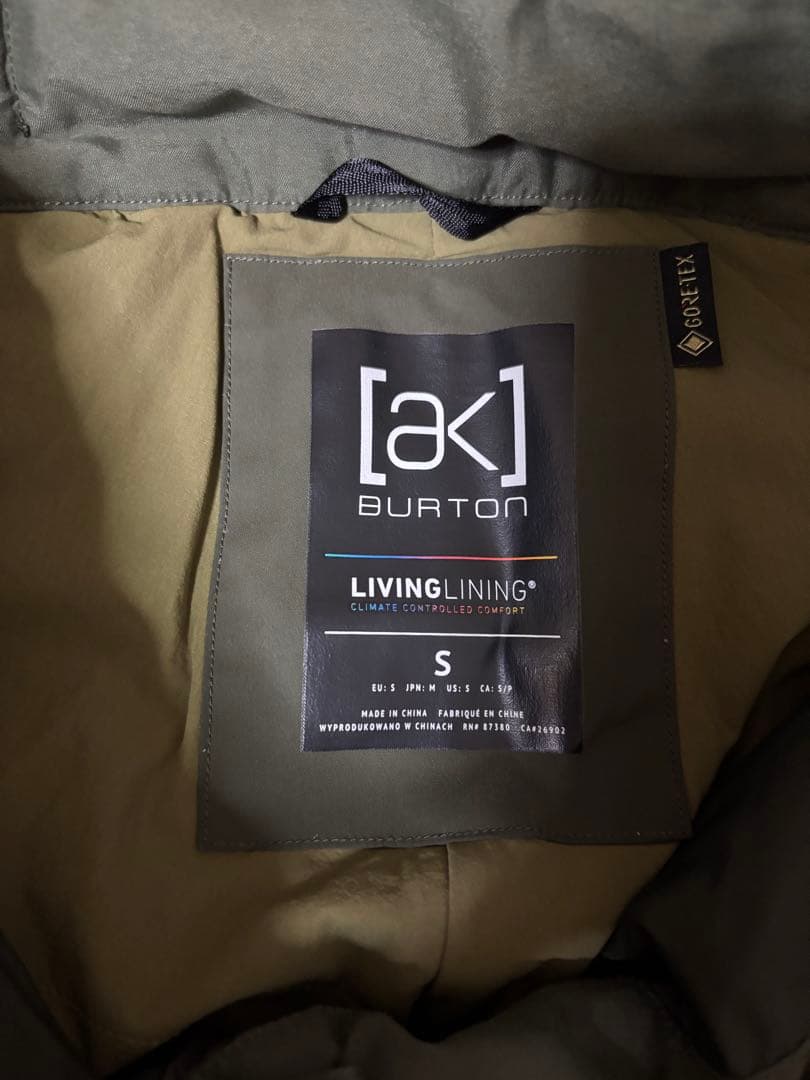 GORE-TEX
[ak]
BURTON
LIVINGLINING®
CLIMATE CONTROLLED COMFORT
S
EU: S JPN: M US: S CA: S/P
MADE IN CHINA FABRIQUÉ EN CHINE
WYPRODUKOWANO W CHINACH RN# 87380 CA#26902